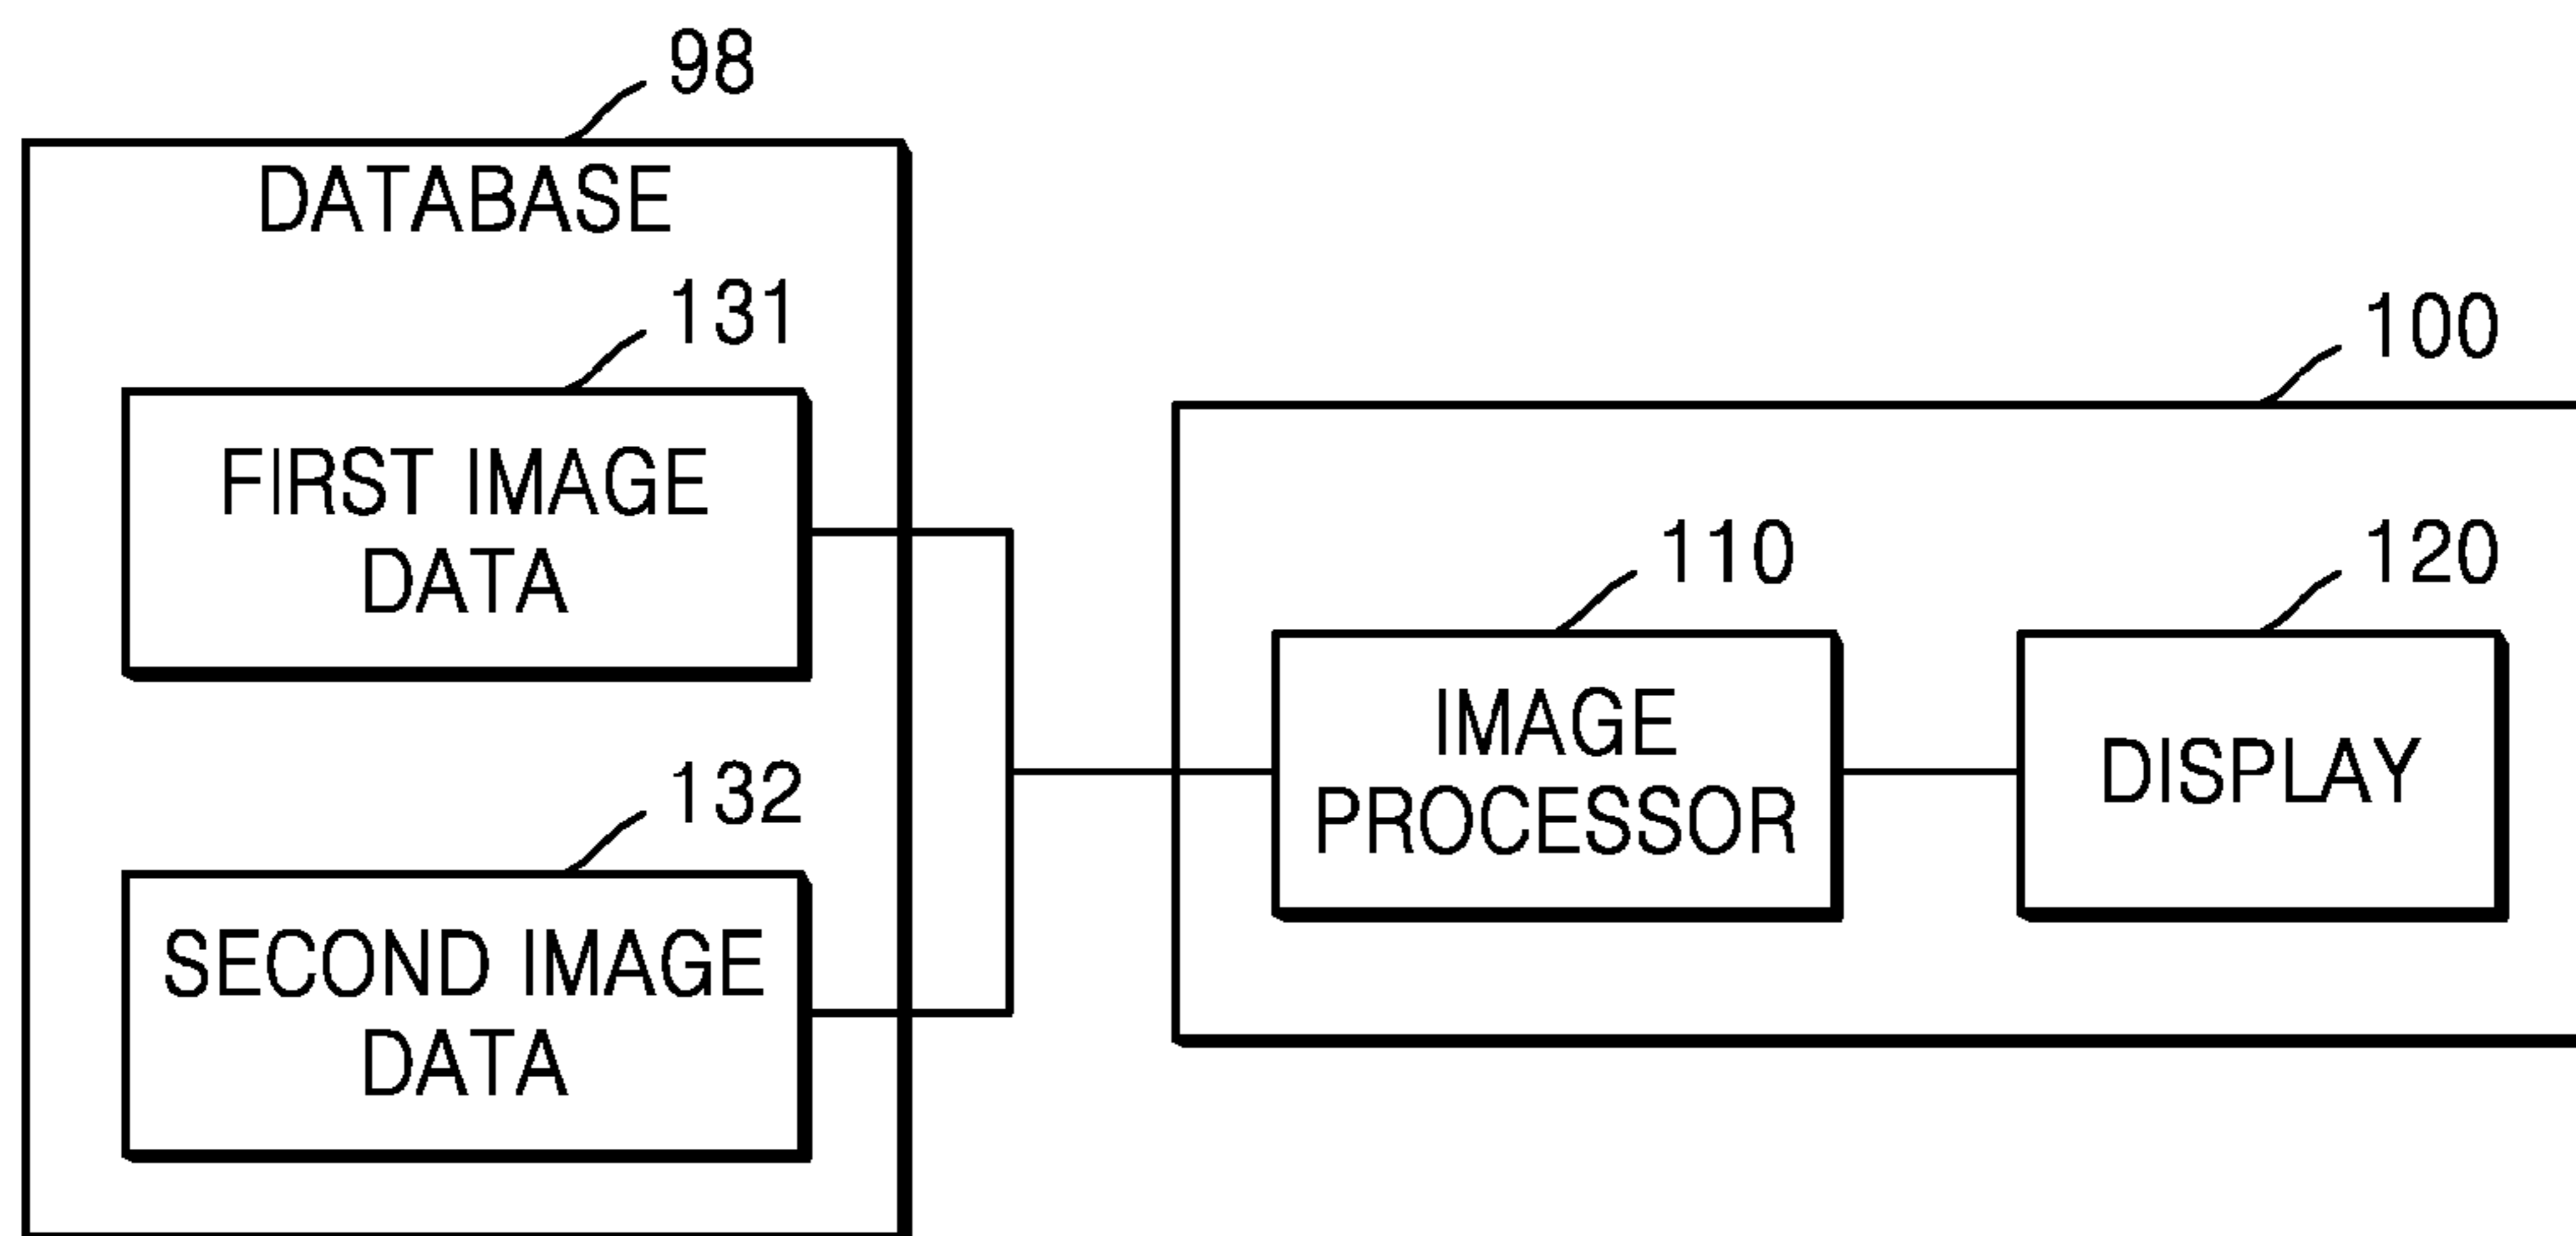 98
DATABASE
131
FIRST IMAGE
DATA
132
SECOND IMAGE
DATA
100
110
IMAGE
PROCESSOR
120
DISPLAY